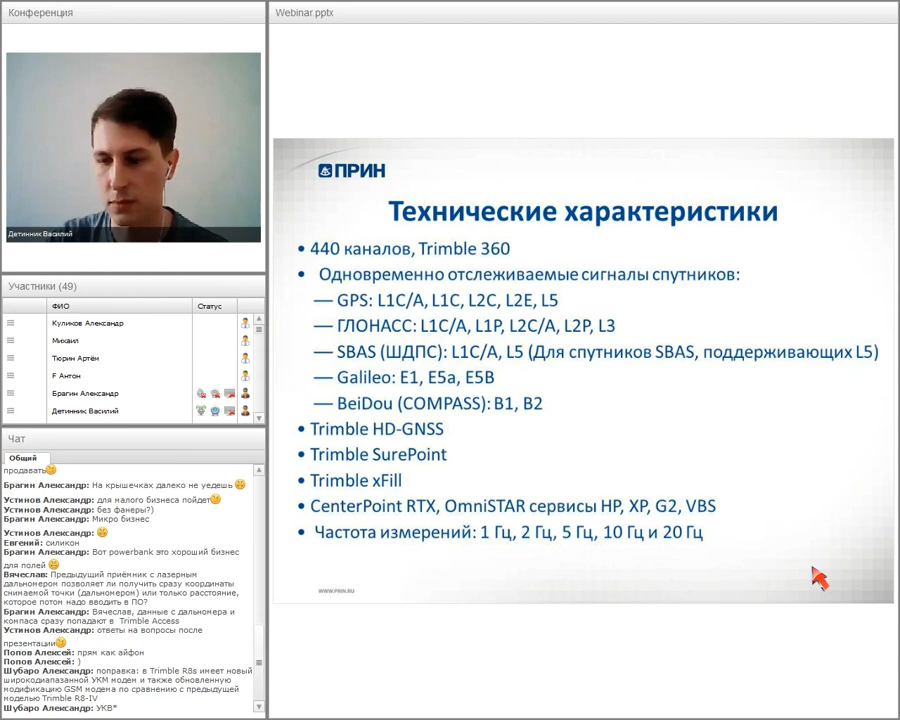 Конференция
Детинник Василий
Участники (49)
ФИО
Статус
Куликов Александр
Михаил
Тюрин Артём
F Антон
Брагин Александр
Детинник Василий
Чат
Общий
продавать
Брагин Александр: На крышечках далеко не уедешь
Устинов Александр: для малого бизнеса пойдет
Устинов Александр: без фанеры?)
Брагин Александр: Микро бизнес
Устинов Александр:
Евгений: силикон
Брагин Александр: Вот powerbank это хороший бизнес
для полей
Вячеслав: Предыдущий приёмник с лазерным
дальномером позволяет ли получить сразу координаты
снимаемой точки (дальномером) или только расстояние,
которое потом надо вводить в ПО?
Брагин Александр: Вячеслав, данные с дальномера и
компаса сразу попадают в Trimble Access
Устинов Александр: ответы на вопросы после
презентации
Попов Алексей: прям как айфон
Попов Алексей: )
Шубаро Александр: поправка: в Trimble R8s имеет новый
широкодиапазонная УКМ модем и также обновленную
модификацию GSM модема по сравнению с предыдущей
моделью Trimble R8-IV
Шубаро Александр: УКВ*
Webinar.pptx
ПРИН
Технические характеристики
• 440 каналов, Trimble 360
• Одновременно отслеживаемые сигналы спутников:
— GPS: L1C/A, L1C, L2C, L2E, L5
— ГЛОНАСС: L1C/A, L1P, L2C/A, L2P, L3
— SBAS (ШДПС): L1C/A, L5 (Для спутников SBAS, поддерживающих L5)
— Galileo: E1, E5a, E5B
— BeiDou (COMPASS): B1, B2
• Trimble HD-GNSS
• Trimble SurePoint
• Trimble xFill
• CenterPoint RTX, OmniSTAR сервисы HP, XP, G2, VBS
• Частота измерений: 1 Гц, 2 Гц, 5 Гц, 10 Гц и 20 Гц
WWW.PRIN.RU